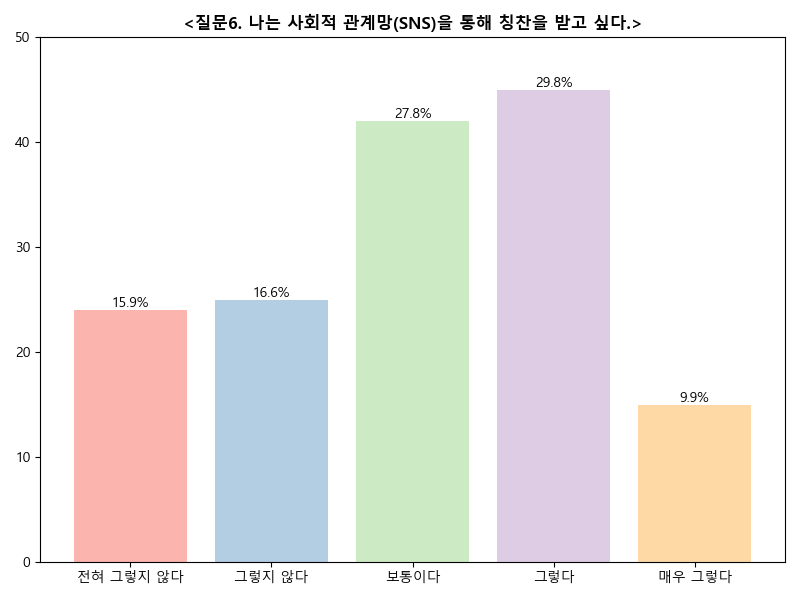 <질문6. 나는 사회적 관계망(SNS)을 통해 칭찬을 받고 싶다.>
50
40
30
20
10
0
15.9%
16.6%
27.8%
29.8%
9.9%
전혀 그렇지 않다
그렇지 않다
보통이다
그렇다
매우 그렇다